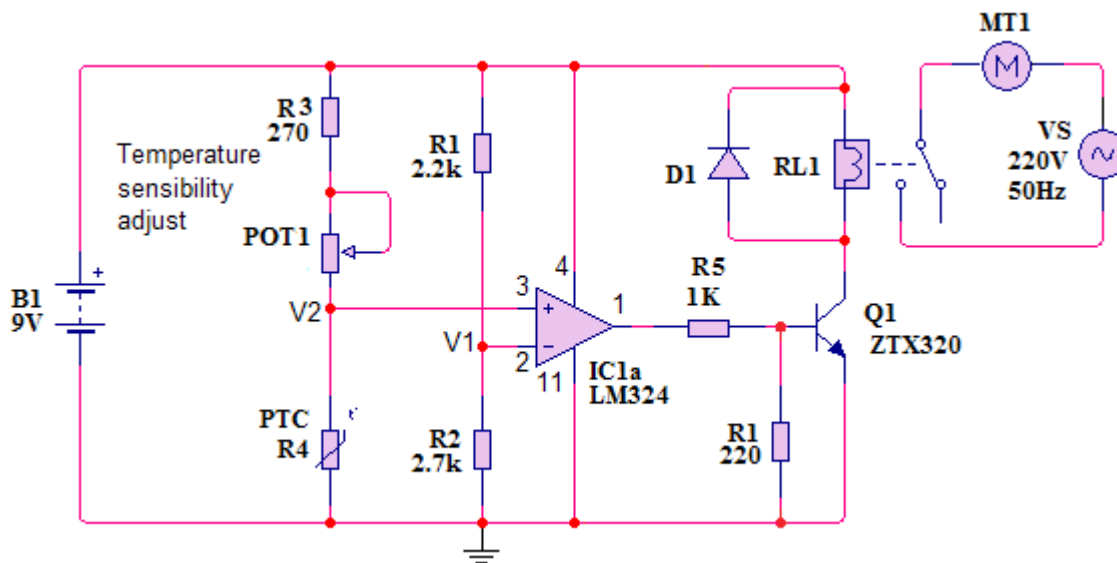 MT1
M
R3
270
R1
2.2k
Temperature
sensibility
adjust
D1
RL1
VS
220V
50Hz
POT1
+
B1
9V
V2
3
4
1
+
R5
1K
Q1
ZTX320
V1
2
−
11
IC1a
LM324
PTC
R4
t'
R2
2.7k
R1
220